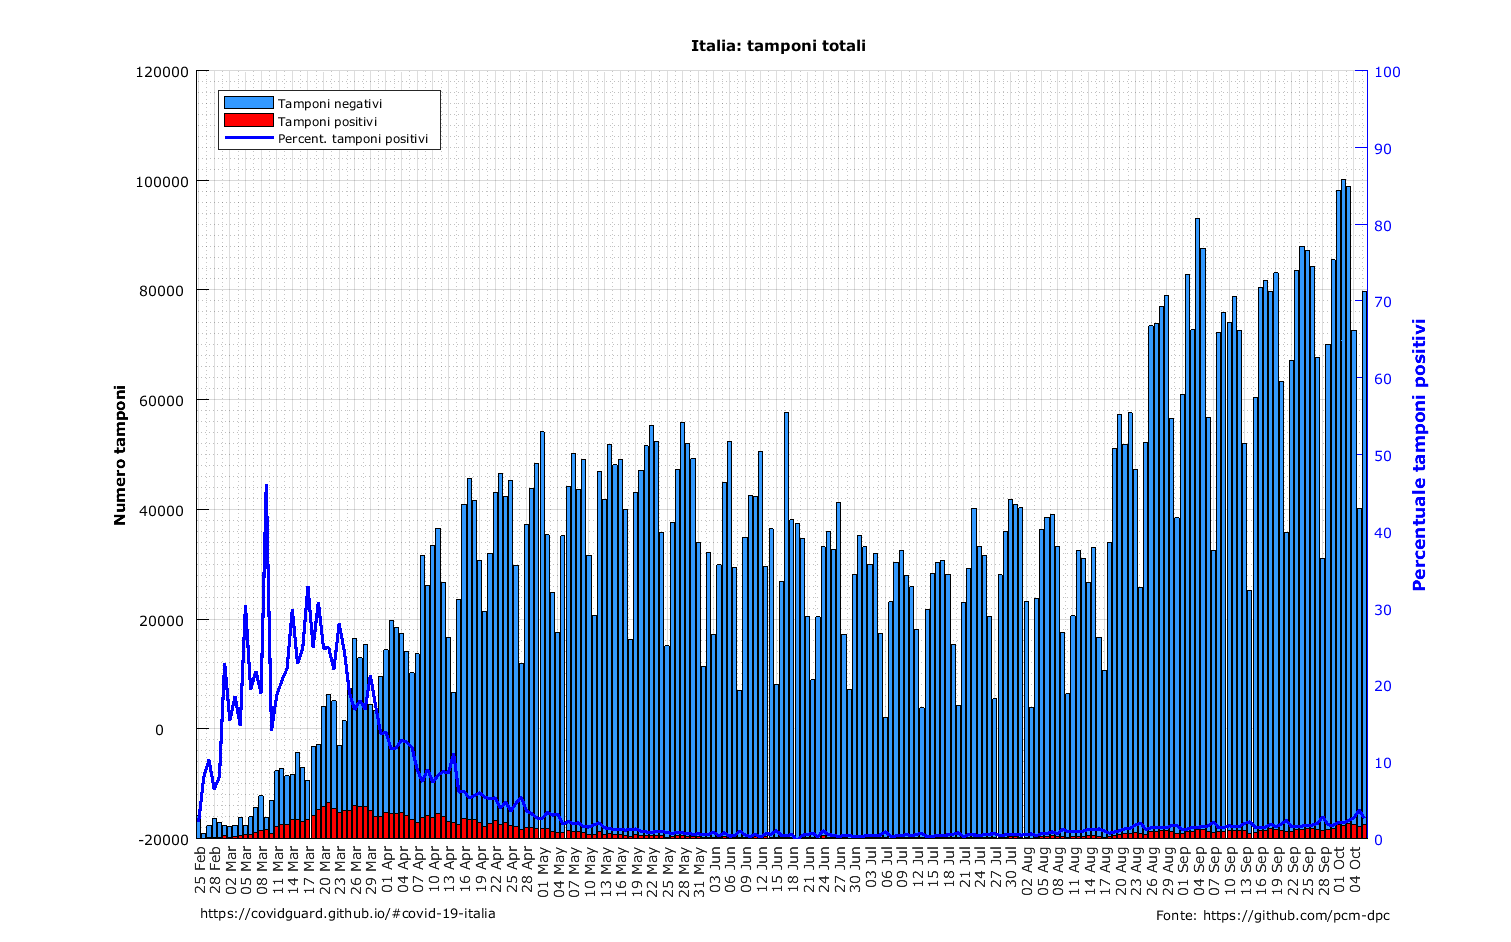 Italia: tamponi totali
Tamponi negativi
Tamponi positivi
Percent. tamponi positivi
Numero tamponi
120000
100000
80000
60000
40000
20000
0
-20000
Percentuale tamponi positivi
100
90
80
70
60
50
40
30
20
10
0
25 Feb
28 Feb
02 Mar
05 Mar
08 Mar
11 Mar
14 Mar
17 Mar
20 Mar
23 Mar
26 Mar
29 Mar
01 Apr
04 Apr
07 Apr
10 Apr
13 Apr
16 Apr
19 Apr
22 Apr
25 Apr
28 Apr
01 May
04 May
07 May
10 May
13 May
16 May
19 May
22 May
25 May
28 May
31 May
03 Jun
06 Jun
09 Jun
12 Jun
15 Jun
18 Jun
21 Jun
24 Jun
27 Jun
30 Jun
03 Jul
06 Jul
09 Jul
12 Jul
15 Jul
18 Jul
21 Jul
24 Jul
27 Jul
30 Jul
02 Aug
05 Aug
08 Aug
11 Aug
14 Aug
17 Aug
20 Aug
23 Aug
26 Aug
29 Aug
01 Sep
04 Sep
07 Sep
10 Sep
13 Sep
16 Sep
19 Sep
22 Sep
25 Sep
28 Sep
01 Oct
04 Oct
https://covidguard.github.io/#covid-19-italia
Fonte: https://github.com/pcm-dpc